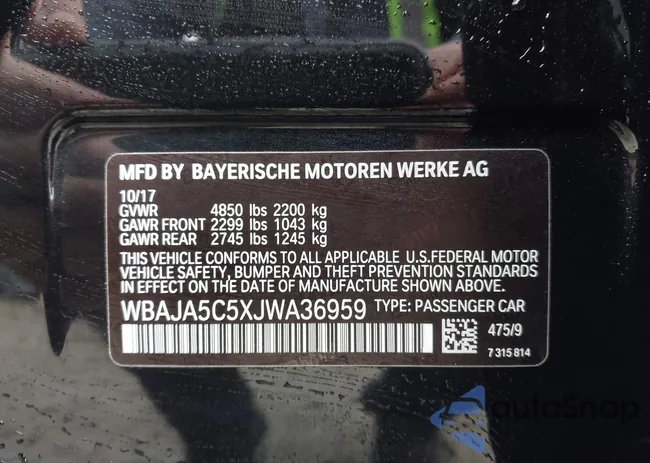 MFD BY BAYERISCHE MOTOREN WERKE AG
10/17
GVWR 4850 lbs 2200 kg
GAWR FRONT 2299 lbs 1043 kg
GAWR REAR 2745 lbs 1245 kg
THIS VEHICLE CONFORMS TO ALL APPLICABLE U.S.FEDERAL MOTOR
VEHICLE SAFETY, BUMPER AND THEFT PREVENTION STANDARDS
IN EFFECT ON THE DATE OF MANUFACTURE SHOWN ABOVE.
WBAJA5C5XJWA36959 TYPE: PASSENGER CAR
475/9
7 315 814
autoSnap